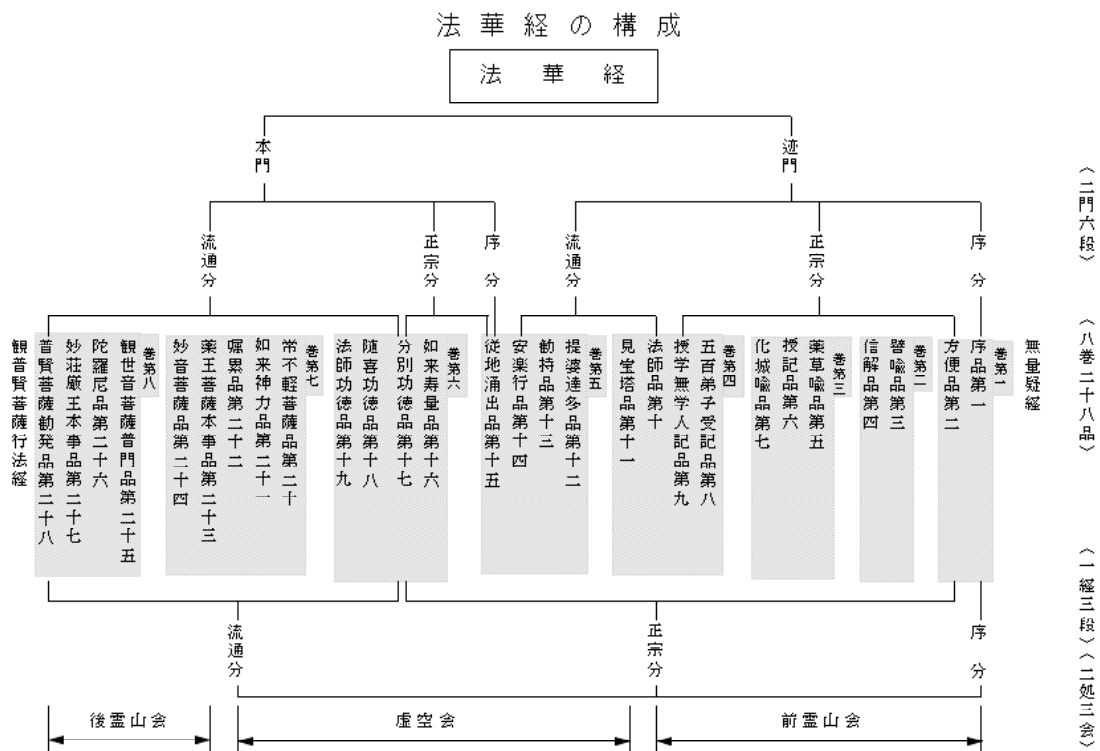 法華経の構成
法華経
本門
迹門
〈二門六段〉
流通分
正宗分
序分
流通分
正宗分
序分
〈八巻二十八品〉
無量疑経
巻第一
序品第一
方便品第二
巻第二
譬喩品第三
信解品第四
巻第三
薬草喩品第五
授記品第六
化城喩品第七
巻第四
五百弟子受記品第八
授学無学人記品第九
法師品第十
見宝塔品第十一
巻第五
提婆達多品第十二
勧持品第十三
安楽行品第十四
従地涌出品第十五
巻第六
如来寿量品第十六
分別功徳品第十七
随喜功徳品第十八
法師功徳品第十九
巻第七
常不軽菩薩品第二十
如来神力品第二十一
嘱累品第二十二
薬王菩薩本事品第二十三
妙音菩薩品第二十四
巻第八
観世音菩薩普門品第二十五
陀羅尼品第二十六
妙荘厳王本事品第二十七
普賢菩薩勧発品第二十八
観普賢菩薩行法経
〈一経三段〉
流通分
正宗分
序分
〈二処三会〉
後霊山会
虚空会
前霊山会